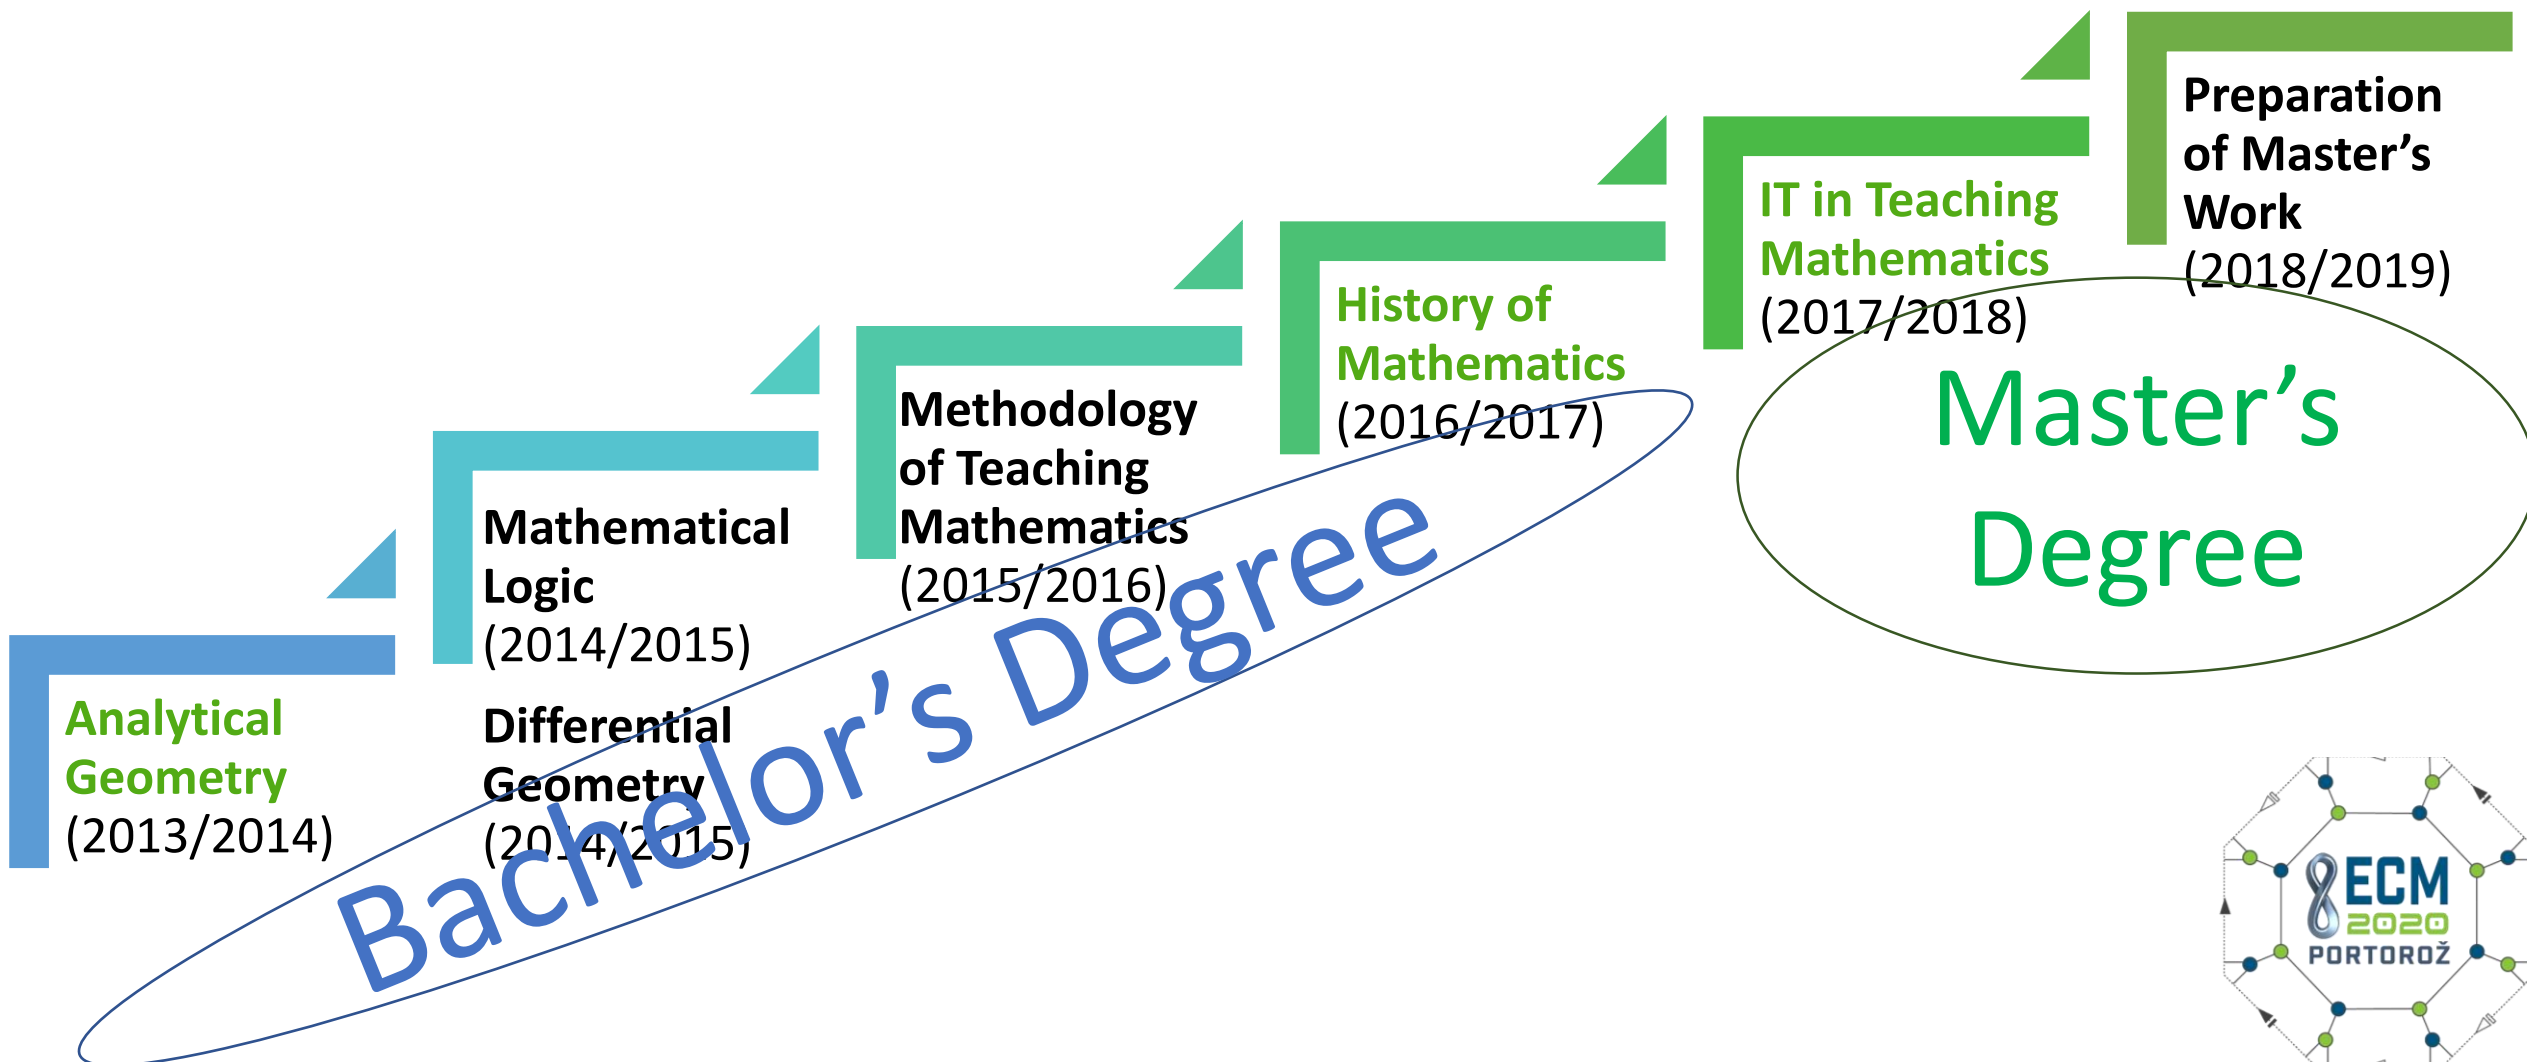 Analytical
Geometry
(2013/2014)
Mathematical
Logic
(2014/2015)
Differential
Geometry
(2014/2015)
Methodology
of Teaching
Mathematics
(2015/2016)
History of
Mathematics
(2016/2017)
IT in Teaching
Mathematics
(2017/2018)
Preparation
of Master’s
Work
(2018/2019)
Bachelor’s Degree
Master’s
Degree
8ECM
2020
PORTOROŽ